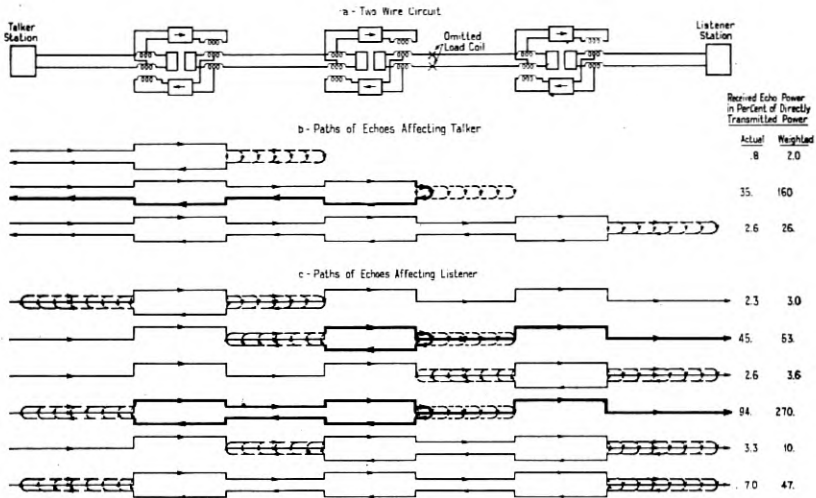 a - Two Wire Circuit
Talker
Station
Omitted
Load Coil
Listener
Station
Received Echo Power
in PerCent of Directly
Transmitted Power
Actual Weighted
b - Paths of Echoes Affecting Talker
.8 2.0
35. 160
2.6 26.
c - Paths of Echoes Affecting Listener
2.3 3.0
45. 63.
2.6 3.6
94. 270.
3.3 10.
7.0 47.